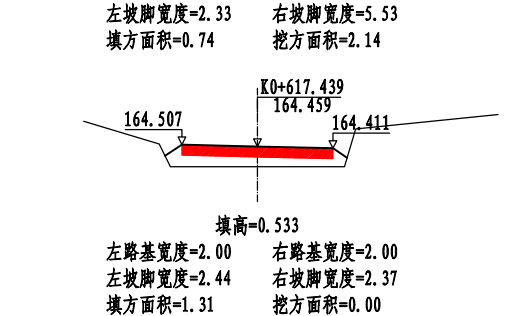 左坡脚宽度=2.33 右坡脚宽度=5.53
填方面积=0.74 挖方面积=2.14
K0+617.439
164.459
164.507 164.411
填高=0.533
左路基宽度=2.00 右路基宽度=2.00
左坡脚宽度=2.44 右坡脚宽度=2.37
填方面积=1.31 挖方面积=0.00